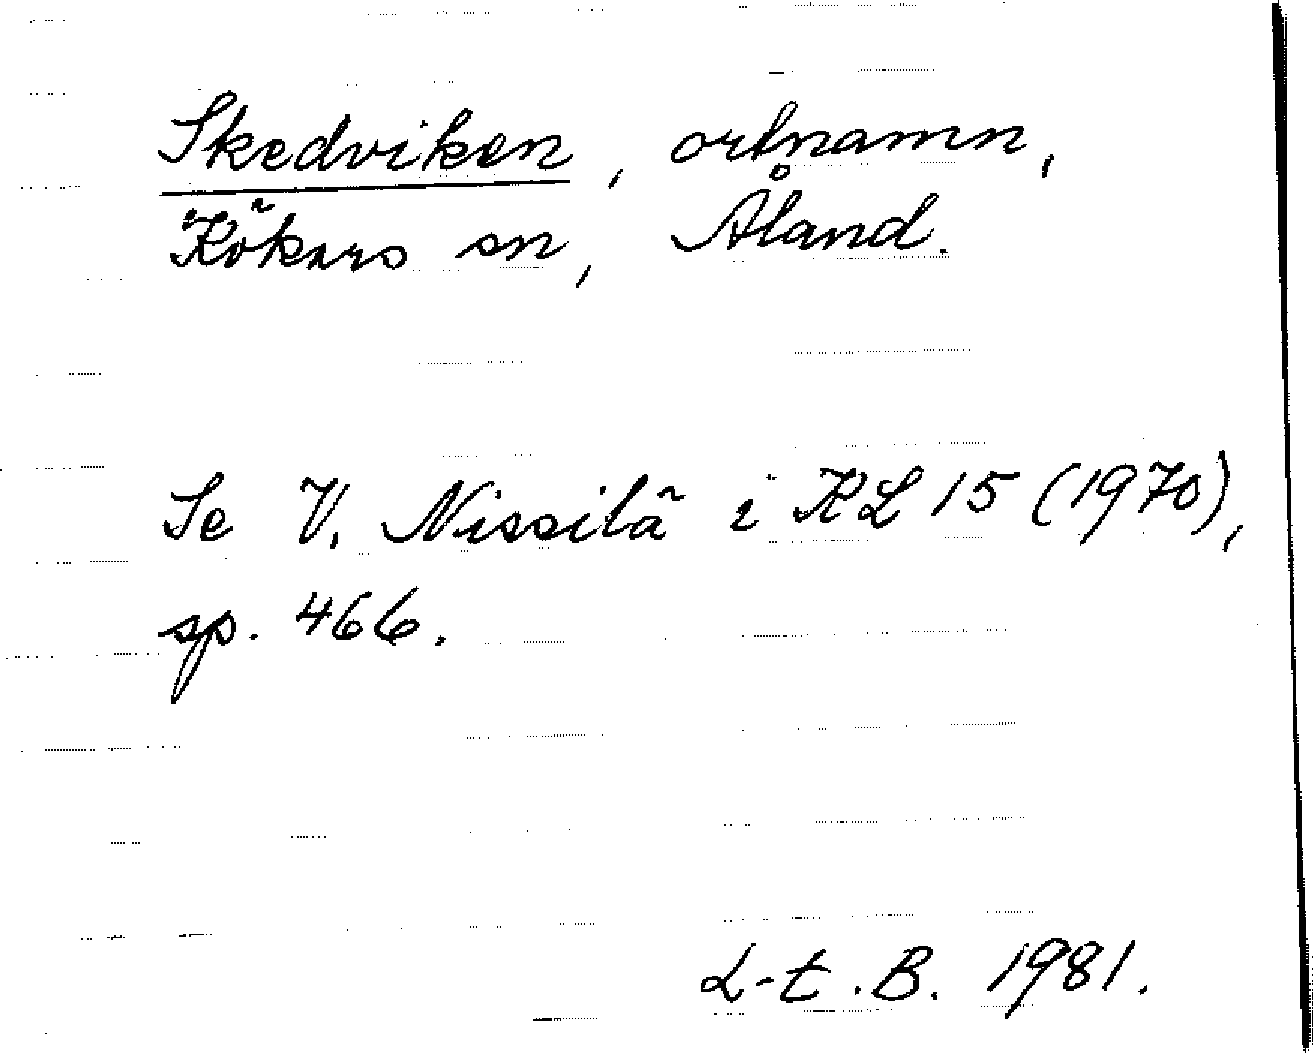 Skedviken, ortnamn,
Kökars sn, Åland.
Se V. Nissilä i KL 15 (1970),
sp. 466.
L-t. B. 1981.